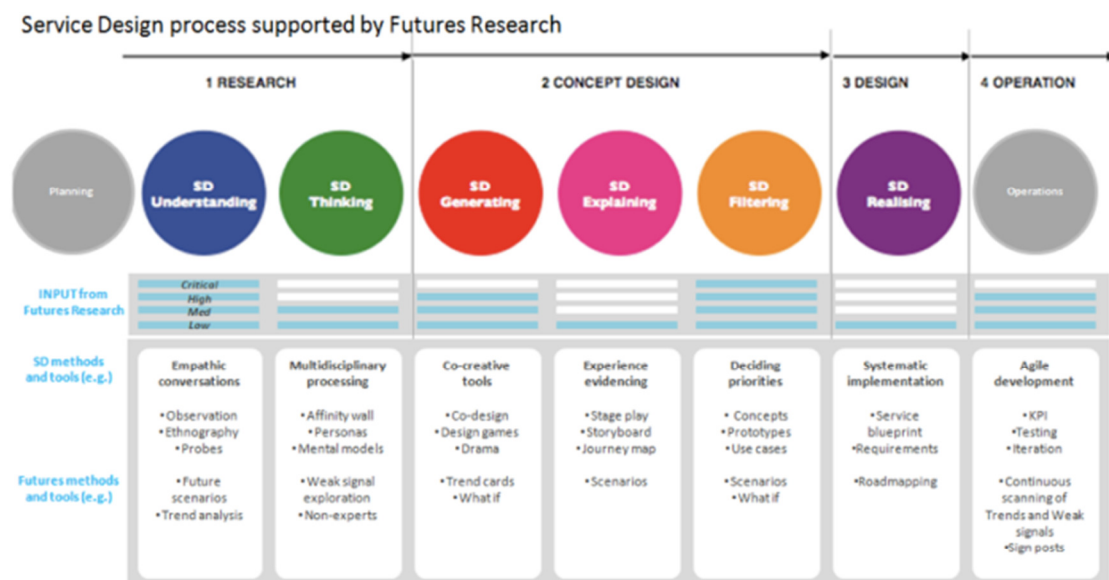 Service Design process supported by Futures Research
1 RESEARCH
2 CONCEPT DESIGN
3 DESIGN
4 OPERATION
Planning
SD
Understanding
SD
Thinking
SD
Generating
SD
Explaining
SD
Filtering
SD
Realising
Operations
INPUT from
Futures Research
Critical
High
Med
Low
SD methods
and tools (e.g.)
Futures methods
and tools (e.g.)
Empathic
conversations
•Observation
•Ethnography
•Probes
•Future
scenarios
•Trend analysis
Multidisciplinary
processing
•Affinity wall
•Personas
•Mental models
•Weak signal
exploration
•Non-experts
Co-creative
tools
•Co-design
•Design games
•Drama
•Trend cards
•What if
Experience
evidencing
•Stage play
•Storyboard
•Journey map
•Scenarios
Deciding
priorities
•Concepts
•Prototypes
•Use cases
•Scenarios
•What if
Systematic
implementation
•Service
blueprint
•Requirements
•Roadmapping
Agile
development
•KPI
•Testing
•Iteration
•Continuous
scanning of
Trends and Weak
signals
•Sign posts